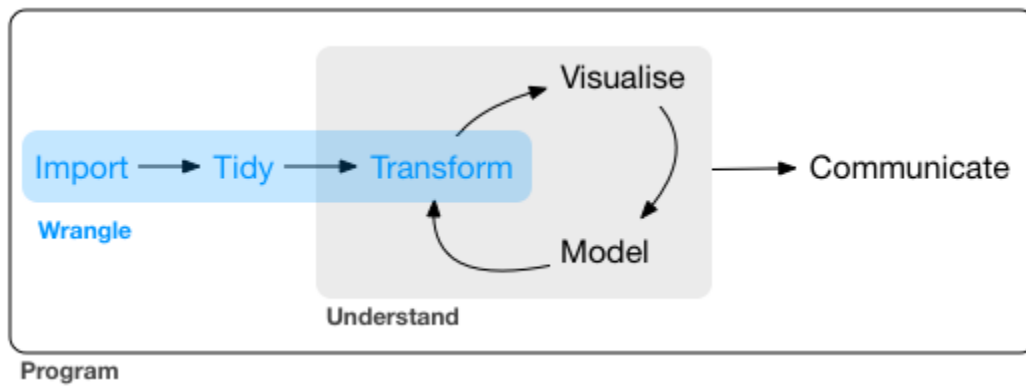 Visualise
Import Tidy Transform Communicate
Wrangle
Model
Understand
Program